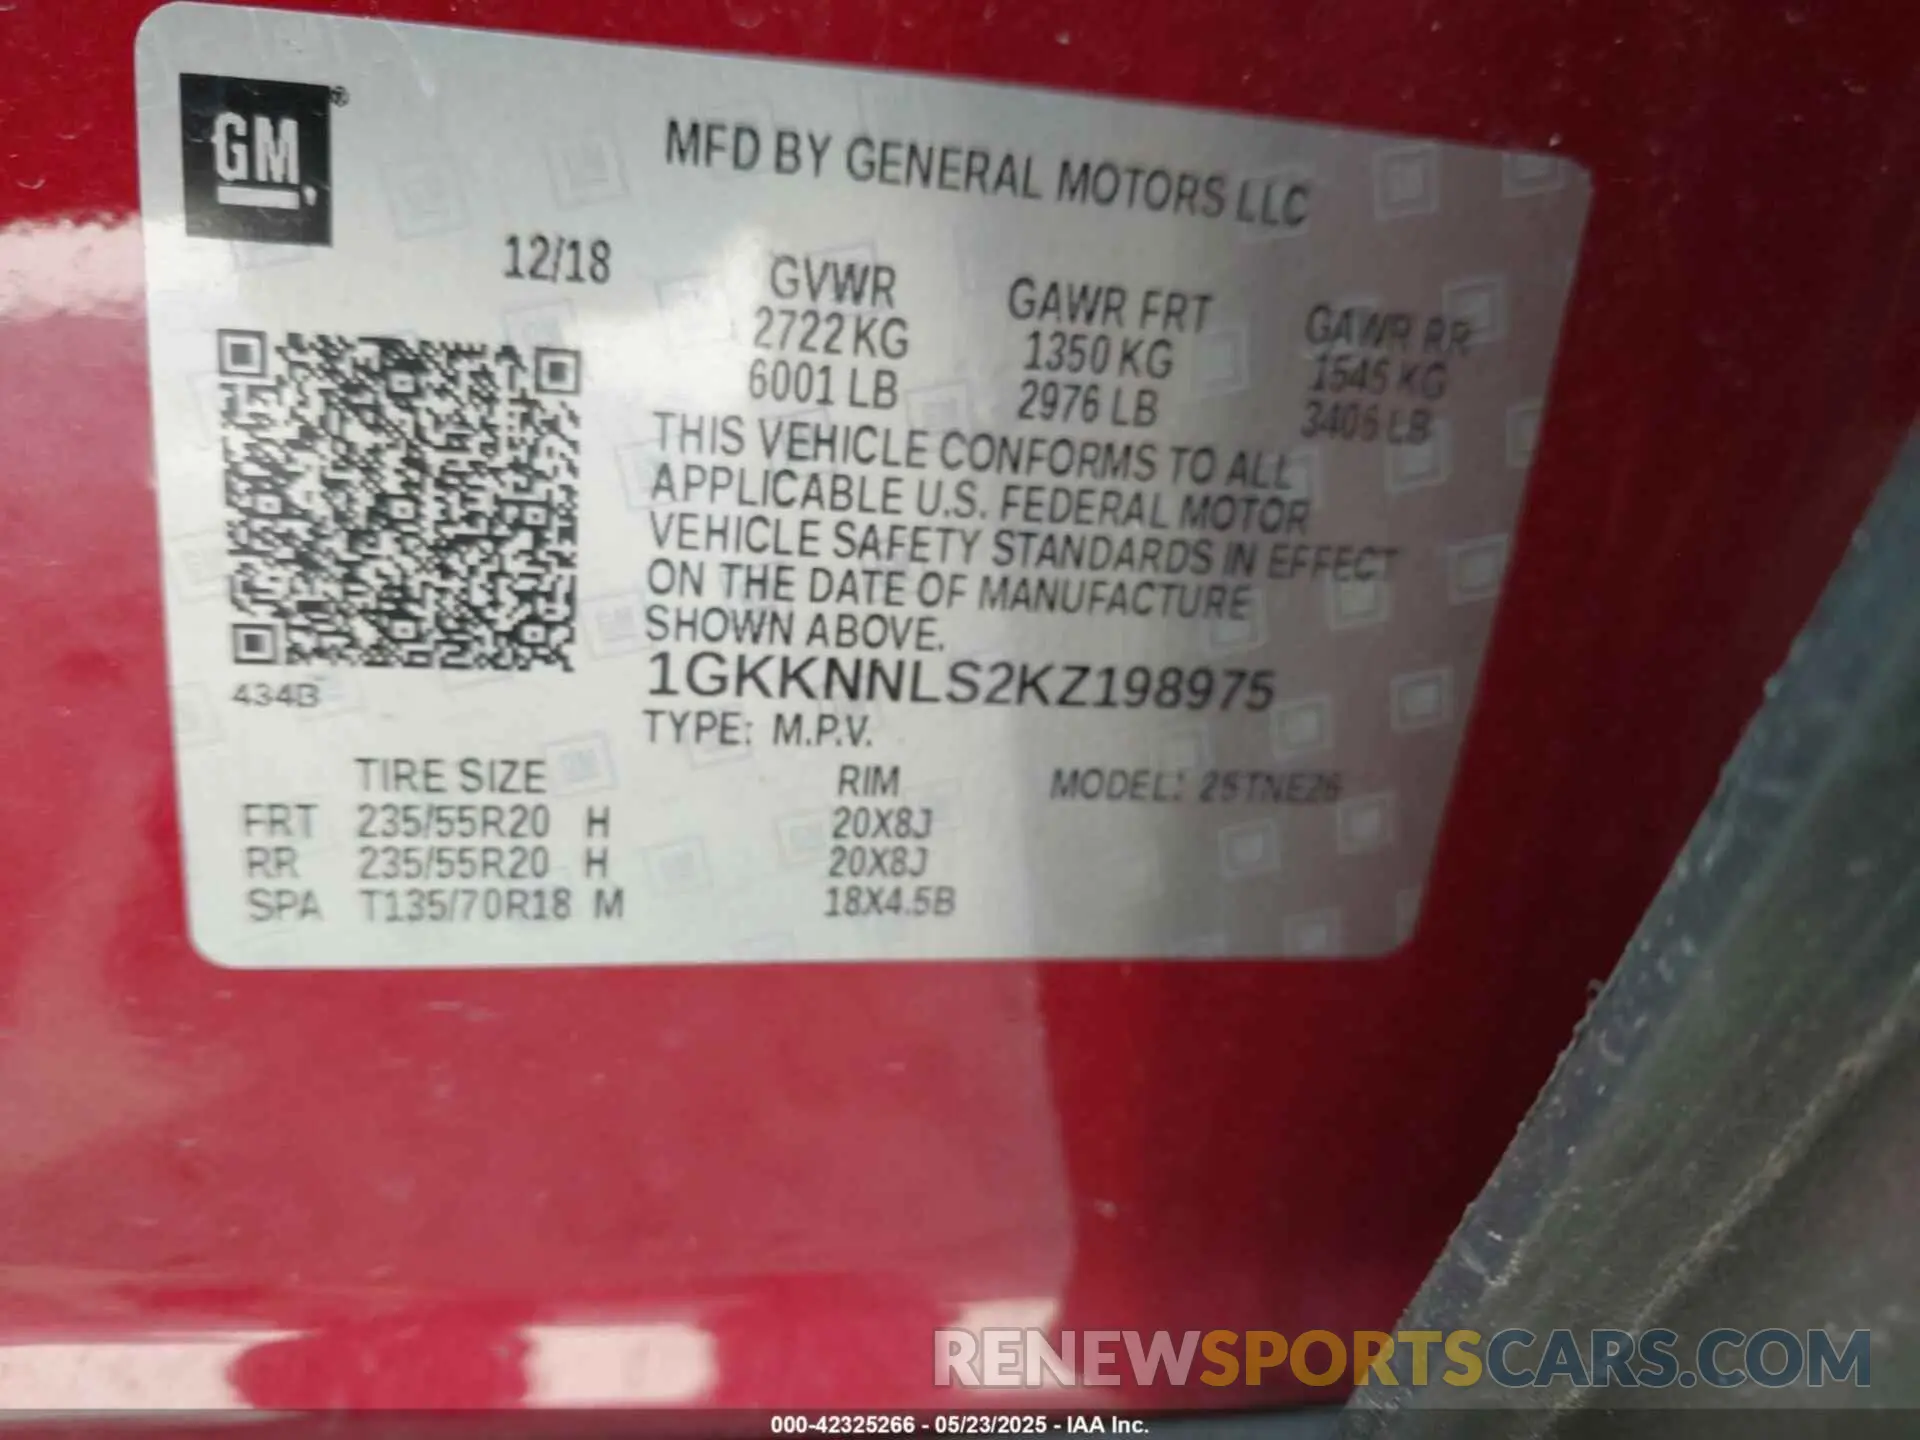 GM ®
MFD BY GENERAL MOTORS LLC
12/18
GVWR GAWR FRT GAWR RR
2722 KG 1350 KG 1545 KG
6001 LB 2976 LB 3406 LB
THIS VEHICLE CONFORMS TO ALL
APPLICABLE U.S. FEDERAL MOTOR
VEHICLE SAFETY STANDARDS IN EFFECT
ON THE DATE OF MANUFACTURE
SHOWN ABOVE.
434B
1GKKNNLS2KZ198975
TYPE: M.P.V.
TIRE SIZE RIM MODEL:
FRT 235/55R20 H 20X8J
RR 235/55R20 H 20X8J
SPA T135/70R18 M 18X4.5B
RENEWSPORTSCARS.COM
000-42325266 - 05/23/2025 - IAA Inc.